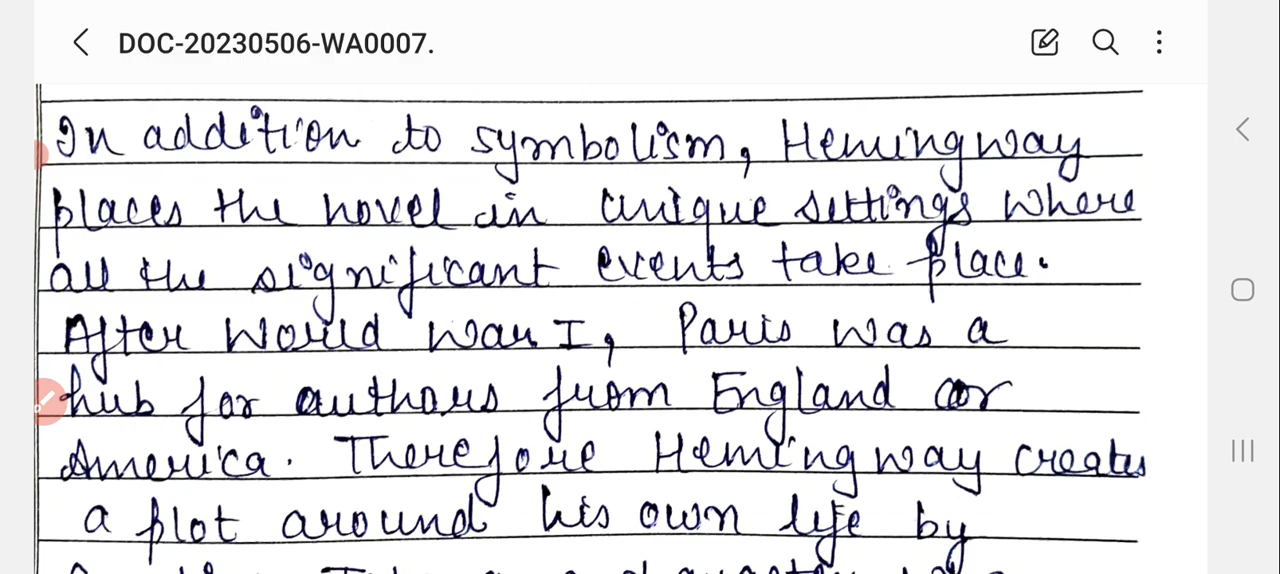 DOC-20230506-WA0007.
In addition to symbolism, Hemingway
places the novel in unique settings where
all the significant events take place.
After World War I, Paris was a
hub for authors from England or
America. Therefore Hemingway creates
a plot around his own life by